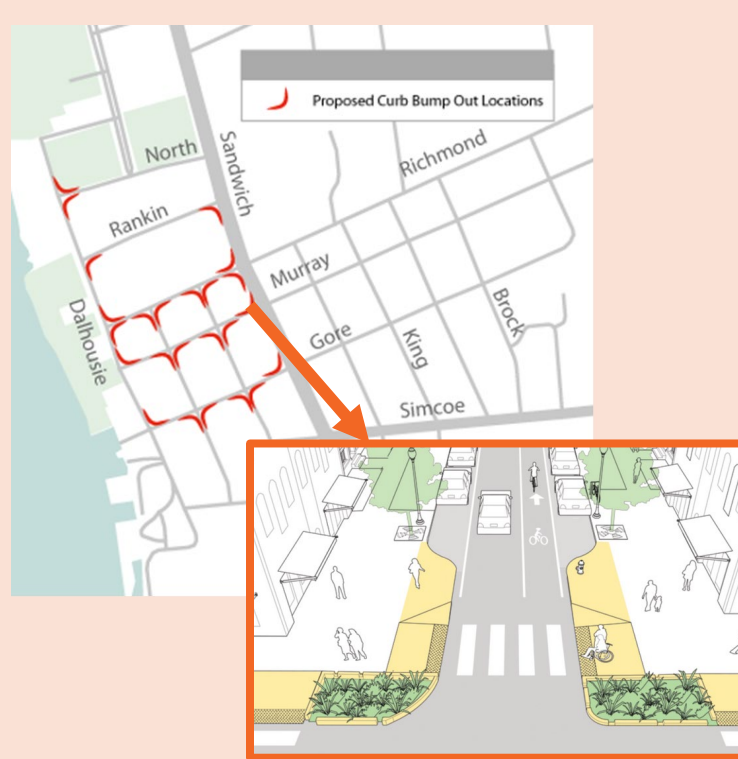 Proposed Curb Bump Out Locations
North
Sandwich
Richmond
Rankin
Murray
Dalhousie
Gore
King
Brock
Simcoe